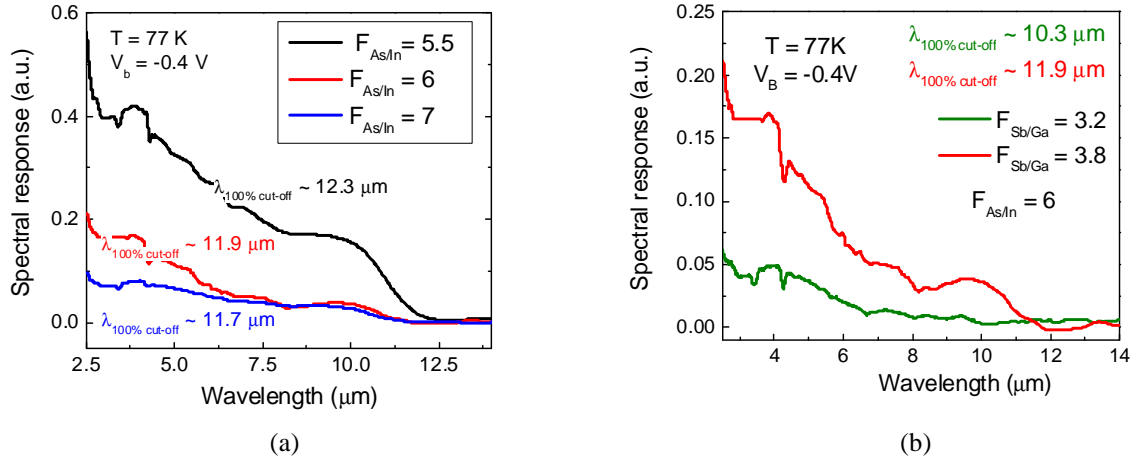 T = 77 K
V_b = -0.4 V
F_As/In = 5.5
F_As/In = 6
F_As/In = 7
λ_100% cut-off ~ 12.3 μm
λ_100% cut-off ~ 11.9 μm
λ_100% cut-off ~ 11.7 μm
Spectral response (a.u.)
0.6
0.4
0.2
0.0
2.5 5.0 7.5 10.0 12.5
Wavelength (μm)
(a)
T = 77K
V_B = -0.4V
λ_100% cut-off ~ 10.3 μm
λ_100% cut-off ~ 11.9 μm
F_Sb/Ga = 3.2
F_Sb/Ga = 3.8
F_As/In = 6
Spectral response (a.u.)
0.25
0.20
0.15
0.10
0.05
0.00
4 6 8 10 12 14
Wavelength (μm)
(b)